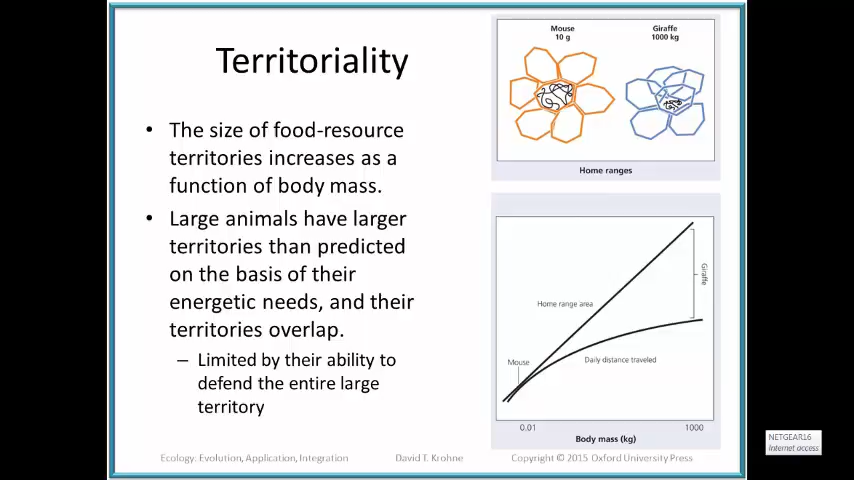 Territoriality
• The size of food-resource
territories increases as a
function of body mass.
• Large animals have larger
territories than predicted
on the basis of their
energetic needs, and their
territories overlap.
– Limited by their ability to
defend the entire large
territory
Mouse
10 g
Giraffe
1000 kg
Home ranges
Home range area
Giraffe
Mouse
Daily distance traveled
0.01
1000
Body mass (kg)
Ecology: Evolution, Application, Integration David T. Krohne Copyright © 2015 Oxford University Press
NETGEAR16
Internet access